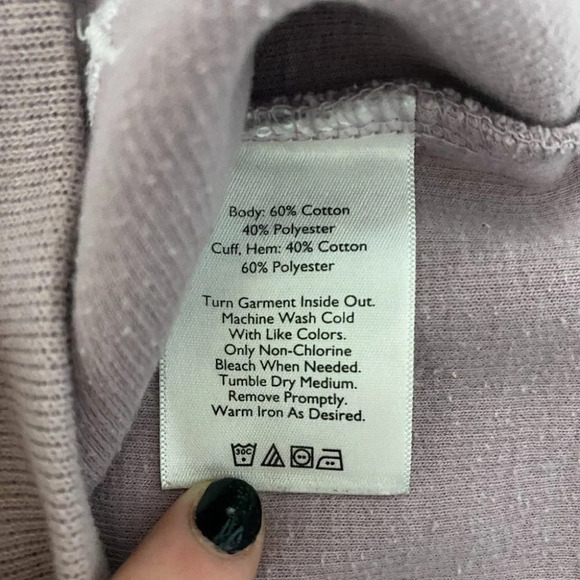 Body: 60% Cotton
40% Polyester
Cuff, Hem: 40% Cotton
60% Polyester
Turn Garment Inside Out.
Machine Wash Cold
With Like Colors.
Only Non-Chlorine
Bleach When Needed.
Tumble Dry Medium.
Remove Promptly.
Warm Iron As Desired.
30C